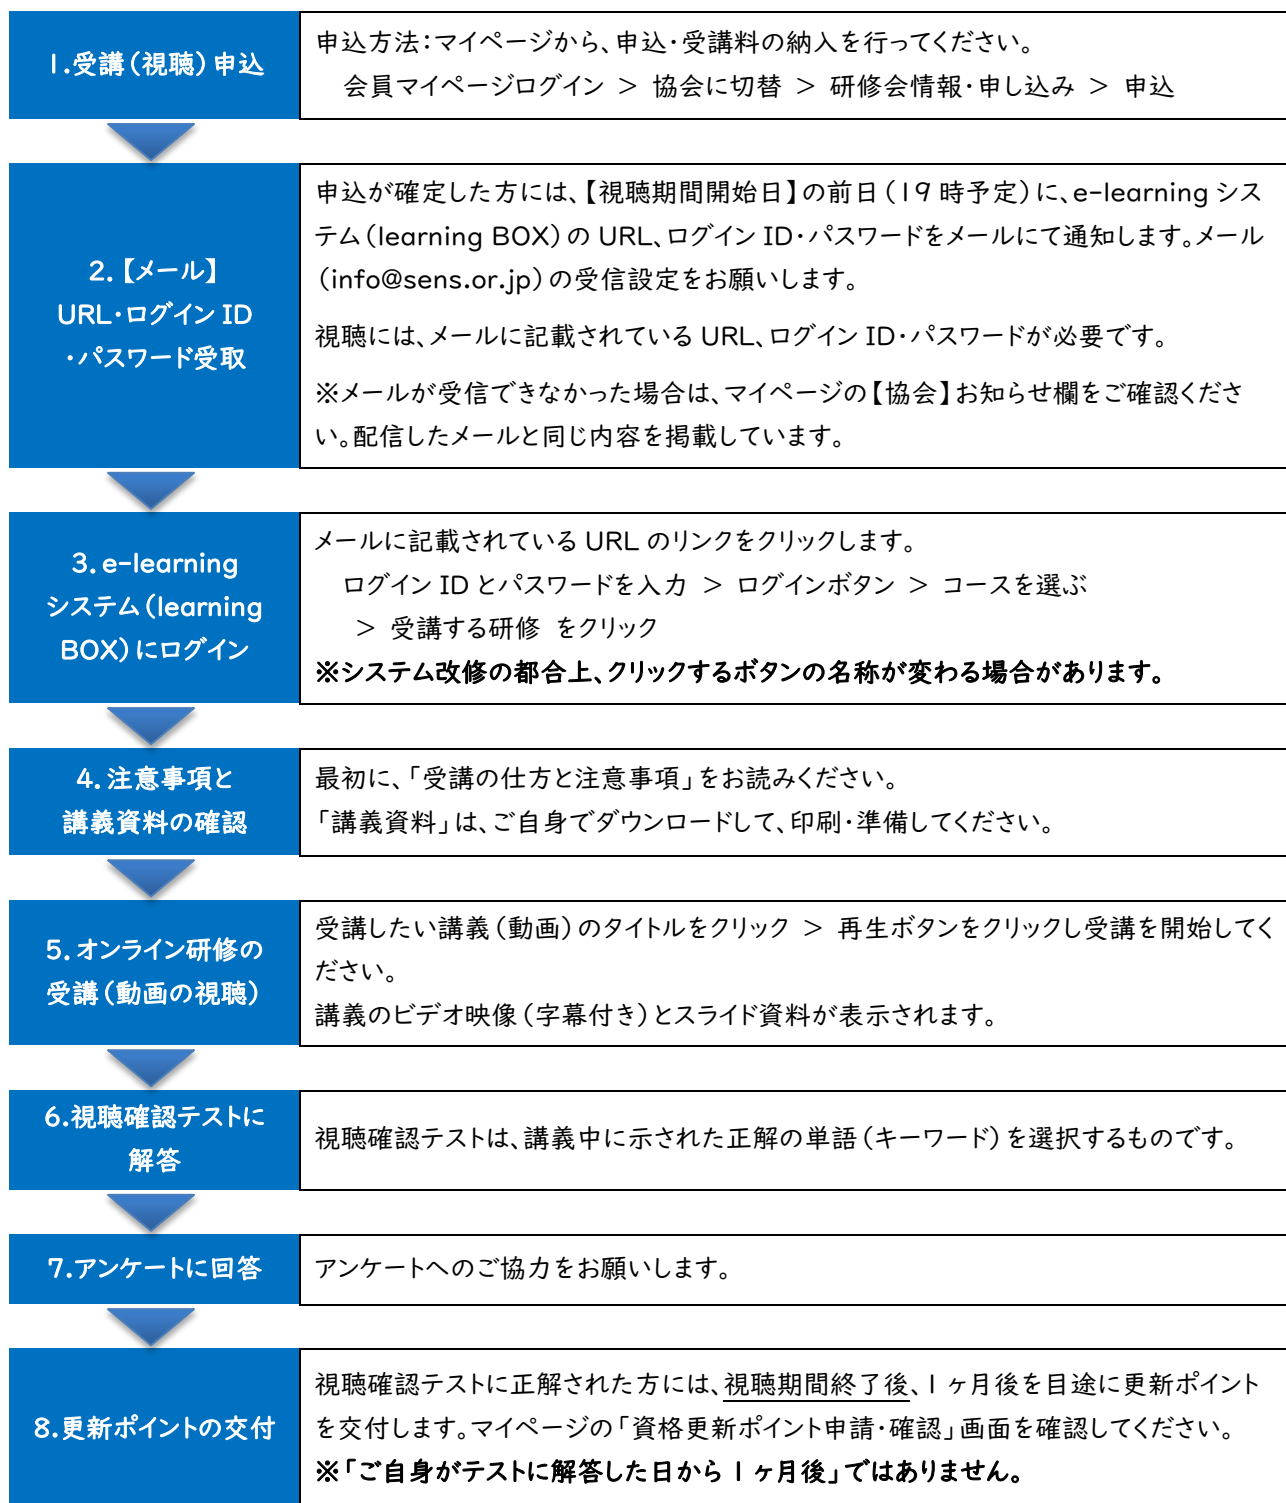 1.受講（視聴）申込
申込方法：マイページから、申込・受講料の納入を行ってください。
会員マイページログイン ＞ 協会に切替 ＞ 研修会情報・申し込み ＞ 申込
2.【メール】
URL・ログイン ID
・パスワード受取
申込が確定した方には、【視聴期間開始日】の前日（19 時予定）に、e-learning シス
テム（learning BOX）の URL、ログイン ID・パスワードをメールにて通知します。メール
（info@sens.or.jp）の受信設定をお願いします。
視聴には、メールに記載されている URL、ログイン ID・パスワードが必要です。
※メールが受信できなかった場合は、マイページの【協会】お知らせ欄をご確認くださ
い。配信したメールと同じ内容を掲載しています。
3．e-learning
システム（learning
BOX）にログイン
メールに記載されている URL のリンクをクリックします。
ログイン ID とパスワードを入力 ＞ ログインボタン ＞ コースを選ぶ
＞ 受講する研修 をクリック
※システム改修の都合上、クリックするボタンの名称が変わる場合があります。
4．注意事項と
講義資料の確認
最初に、「受講の仕方と注意事項」をお読みください。
「講義資料」は、ご自身でダウンロードして、印刷・準備してください。
5．オンライン研修の
受講（動画の視聴）
受講したい講義（動画）のタイトルをクリック ＞ 再生ボタンをクリックし受講を開始してく
ださい。
講義のビデオ映像（字幕付き）とスライド資料が表示されます。
6.視聴確認テストに
解答
視聴確認テストは、講義中に示された正解の単語（キーワード）を選択するものです。
7.アンケートに回答
アンケートへのご協力をお願いします。
8.更新ポイントの交付
視聴確認テストに正解された方には、視聴期間終了後、1 ヶ月後を目途に更新ポイント
を交付します。マイページの「資格更新ポイント申請・確認」画面を確認してください。
※「ご自身がテストに解答した日から 1 ヶ月後」ではありません。